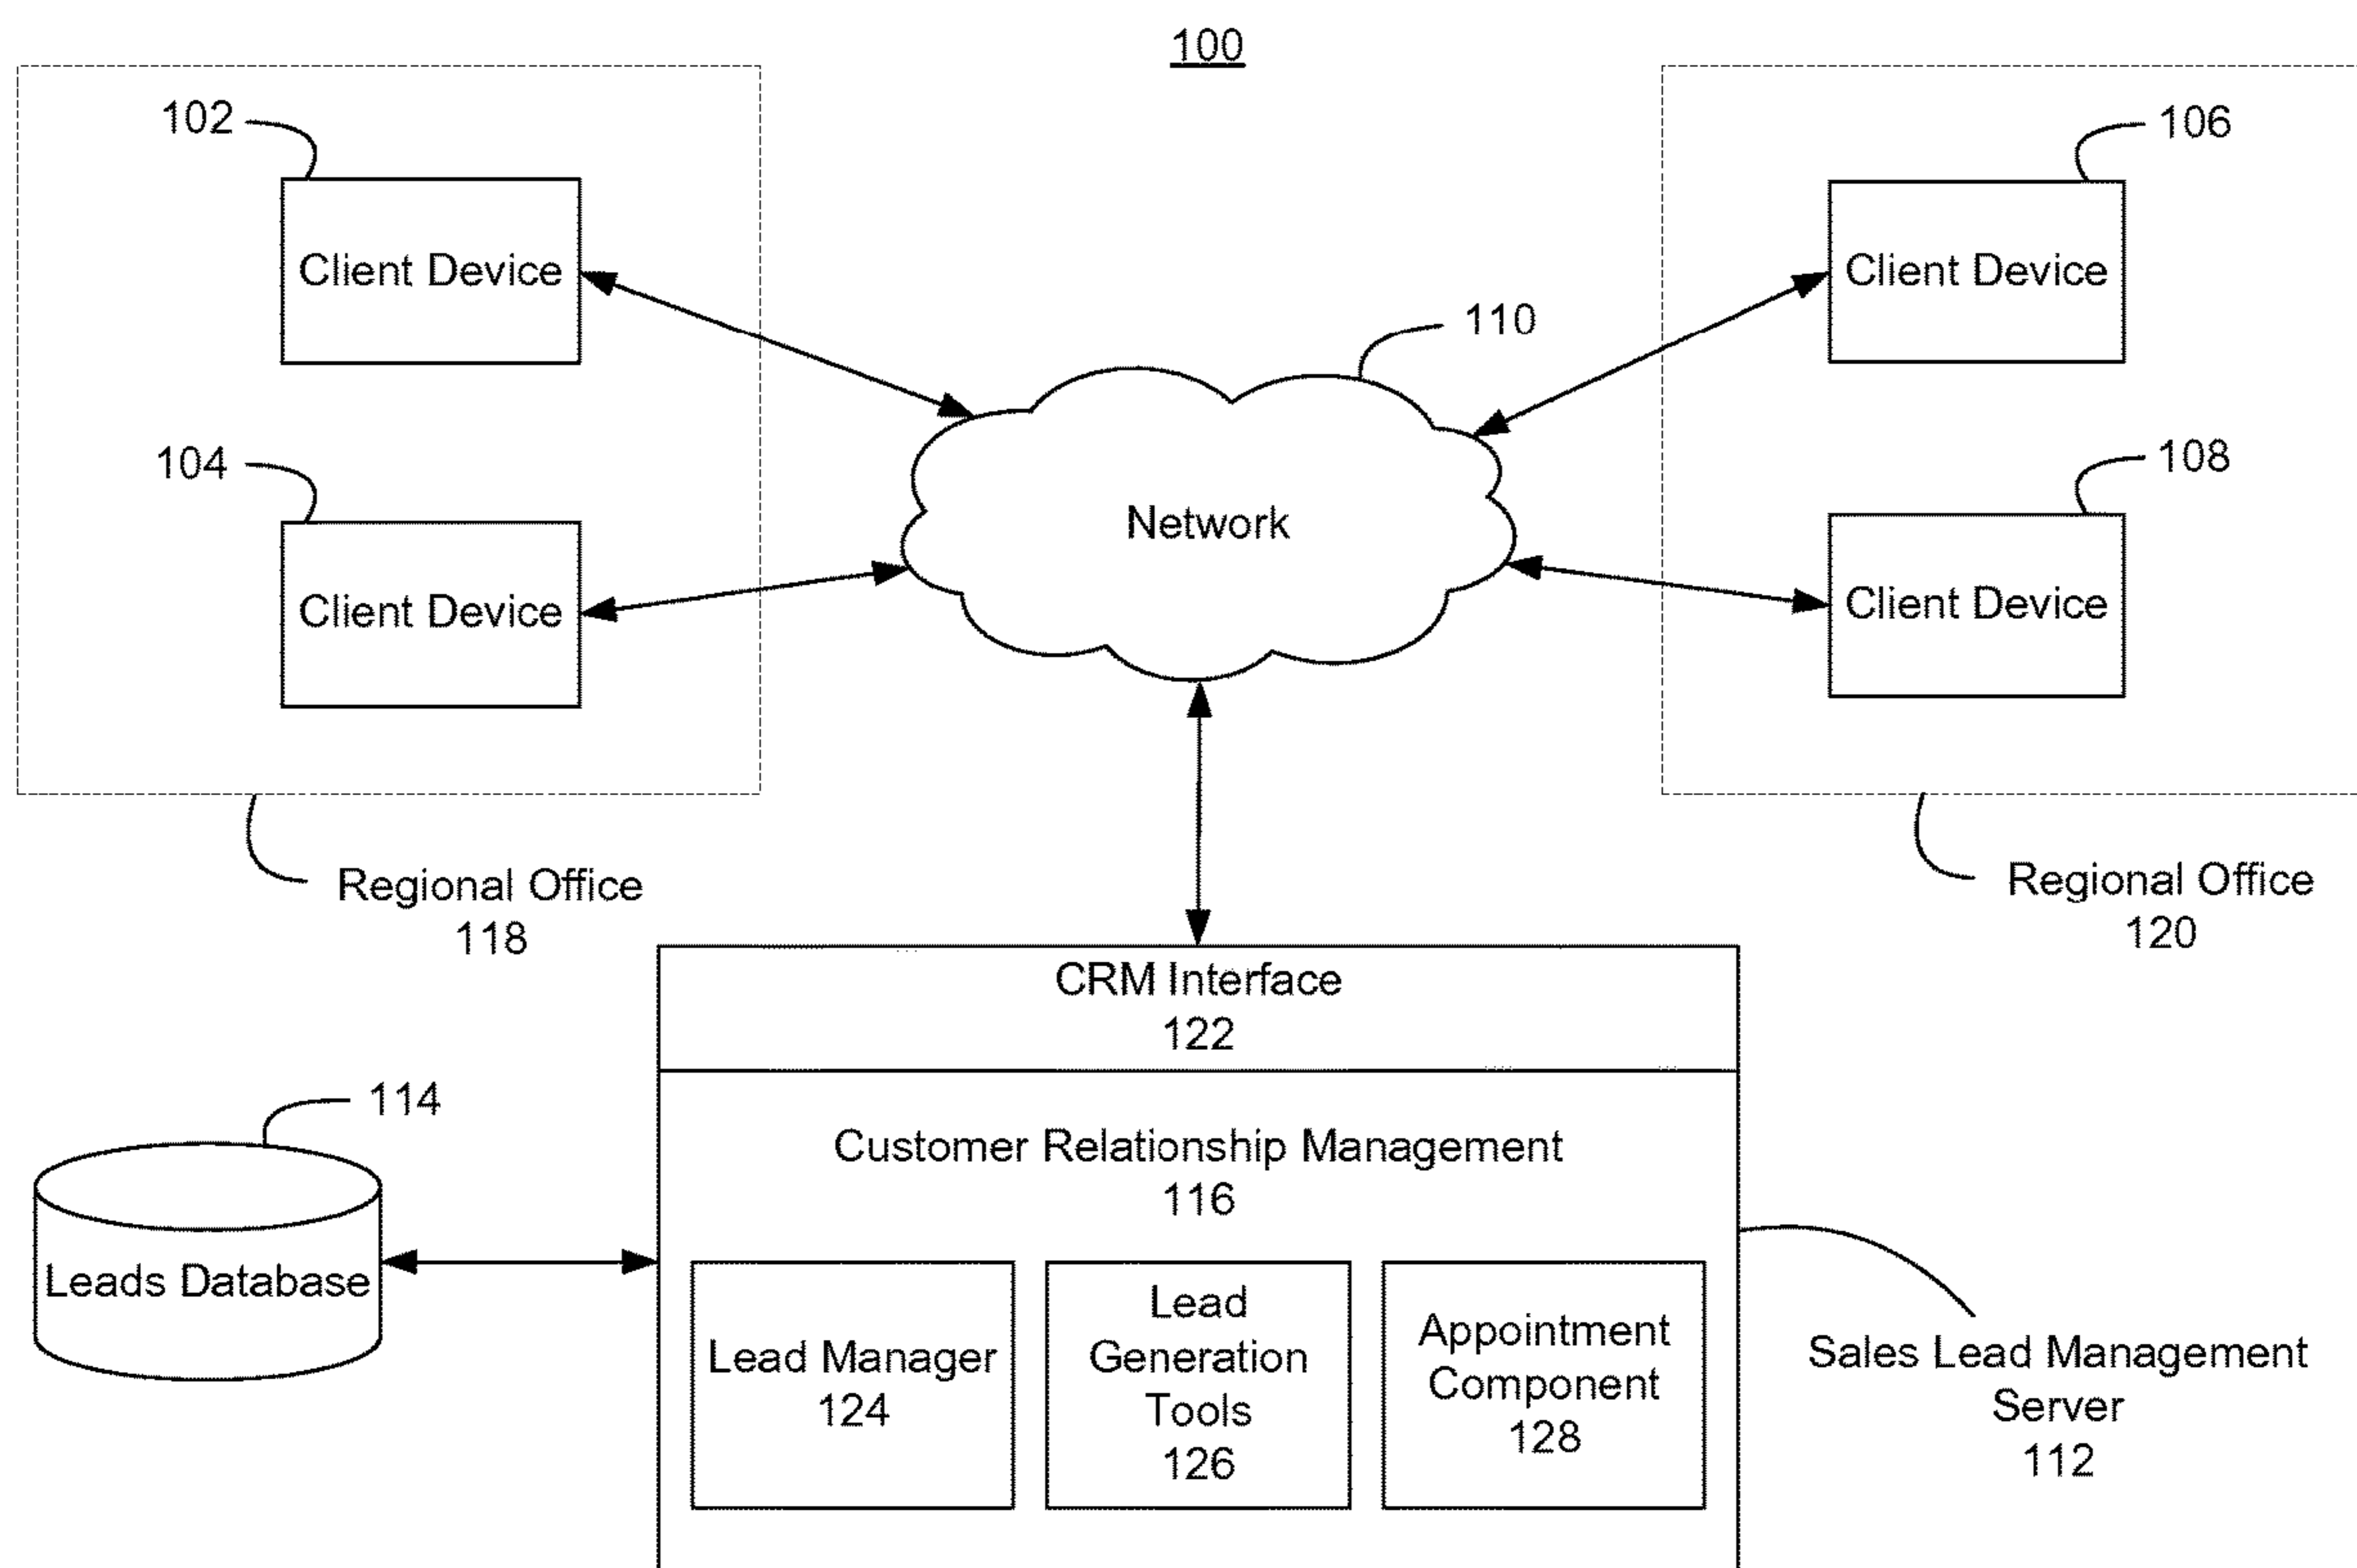 100
102
Client Device
104
Client Device
106
Client Device
108
Client Device
110
Network
Regional Office
118
Regional Office
120
CRM Interface
122
Customer Relationship Management
116
114
Leads Database
Lead Manager
124
Lead
Generation
Tools
126
Appointment
Component
128
Sales Lead Management
Server
112